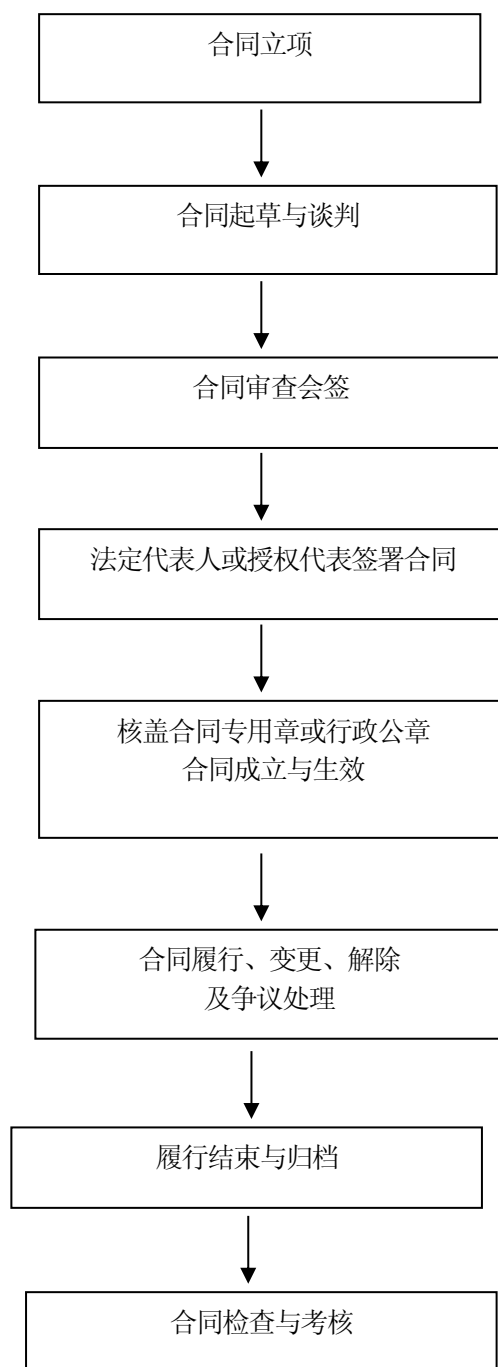 合同立项
合同起草与谈判
合同审查会签
法定代表人或授权代表签署合同
核盖合同专用章或行政公章
合同成立与生效
合同履行、变更、解除
及争议处理
履行结束与归档
合同检查与考核